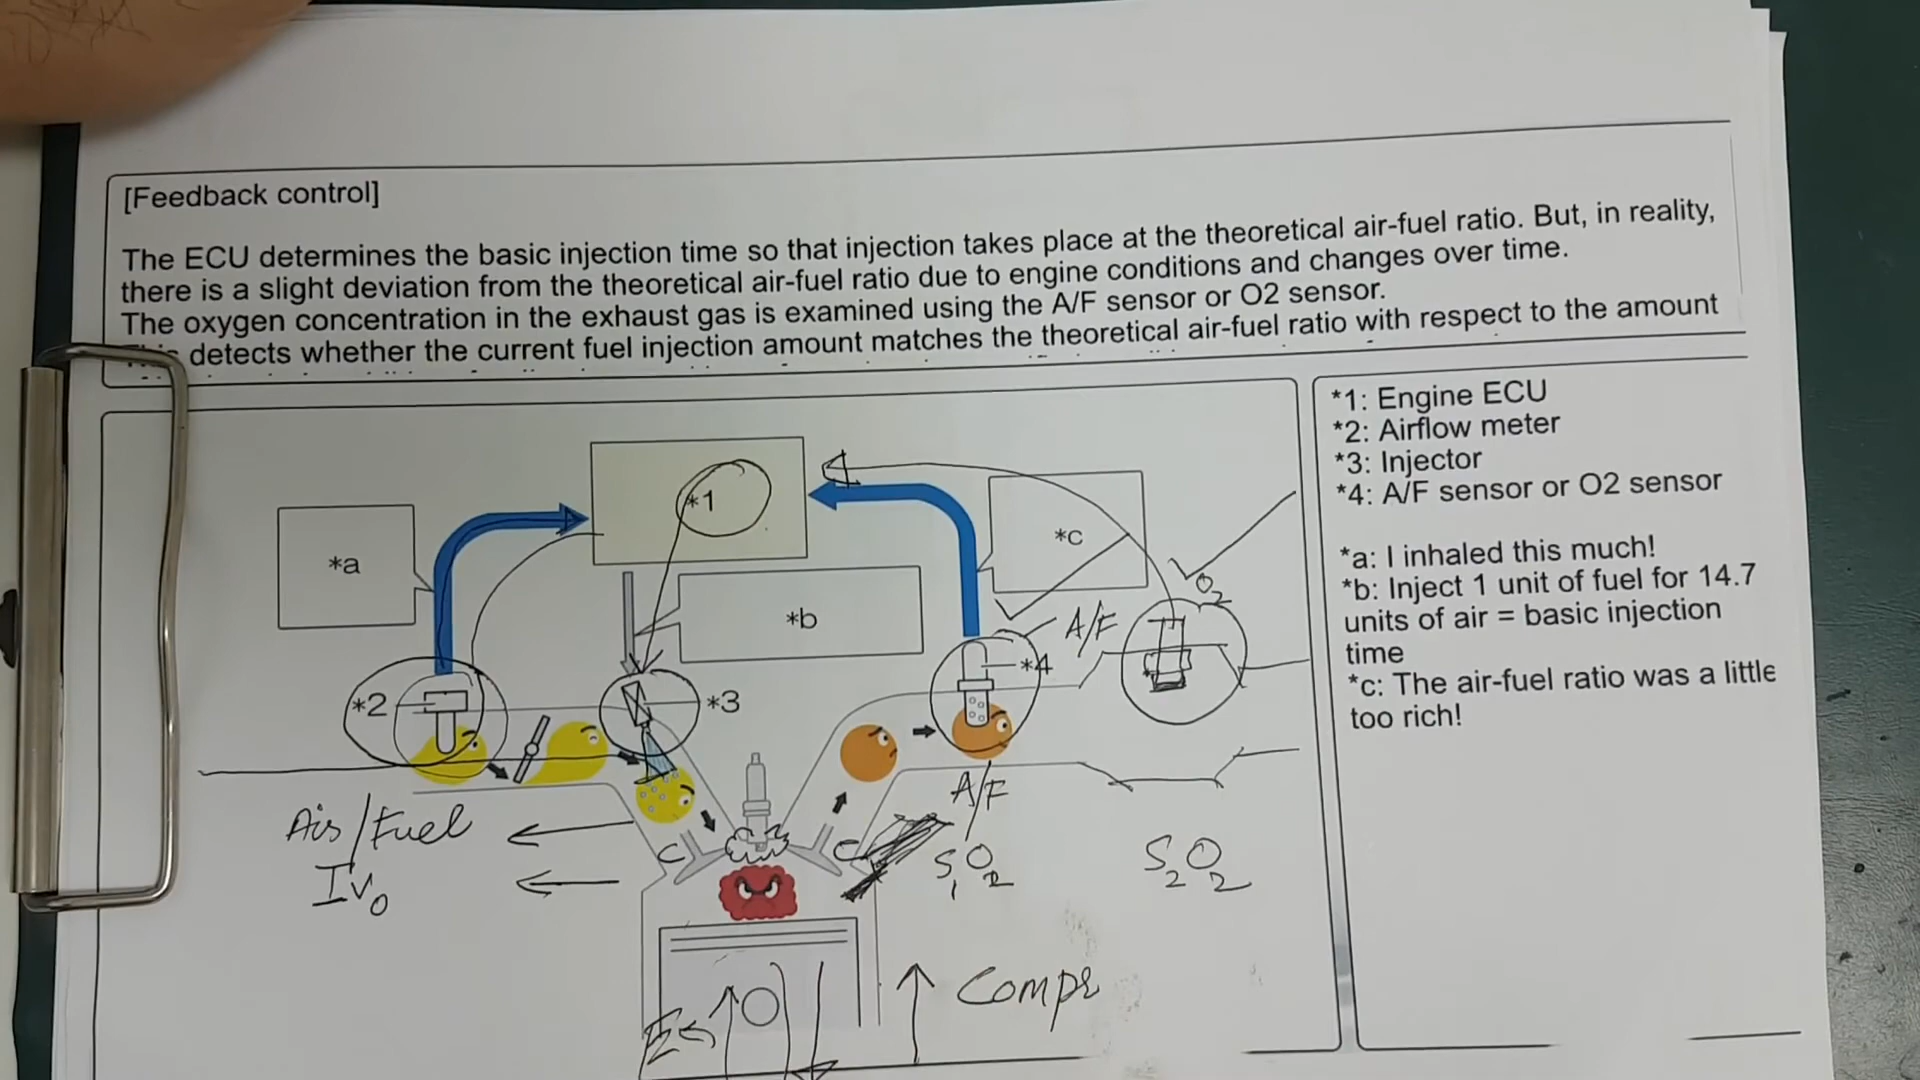 [Feedback control]
The ECU determines the basic injection time so that injection takes place at the theoretical air-fuel ratio. But, in reality,
there is a slight deviation from the theoretical air-fuel ratio due to engine conditions and changes over time.
The oxygen concentration in the exhaust gas is examined using the A/F sensor or O2 sensor.
detects whether the current fuel injection amount matches the theoretical air-fuel ratio with respect to the amount
*1: Engine ECU
*2: Airflow meter
*3: Injector
*4: A/F sensor or O2 sensor
*a: I inhaled this much!
*b: Inject 1 unit of fuel for 14.7
units of air = basic injection
time
*c: The air-fuel ratio was a little
too rich!
*1
*a
*c
*b
O2
A/F
*4
*2
*3
A/F
Air/Fuel
IVO
C
C
S1O2
S2O2
Compr